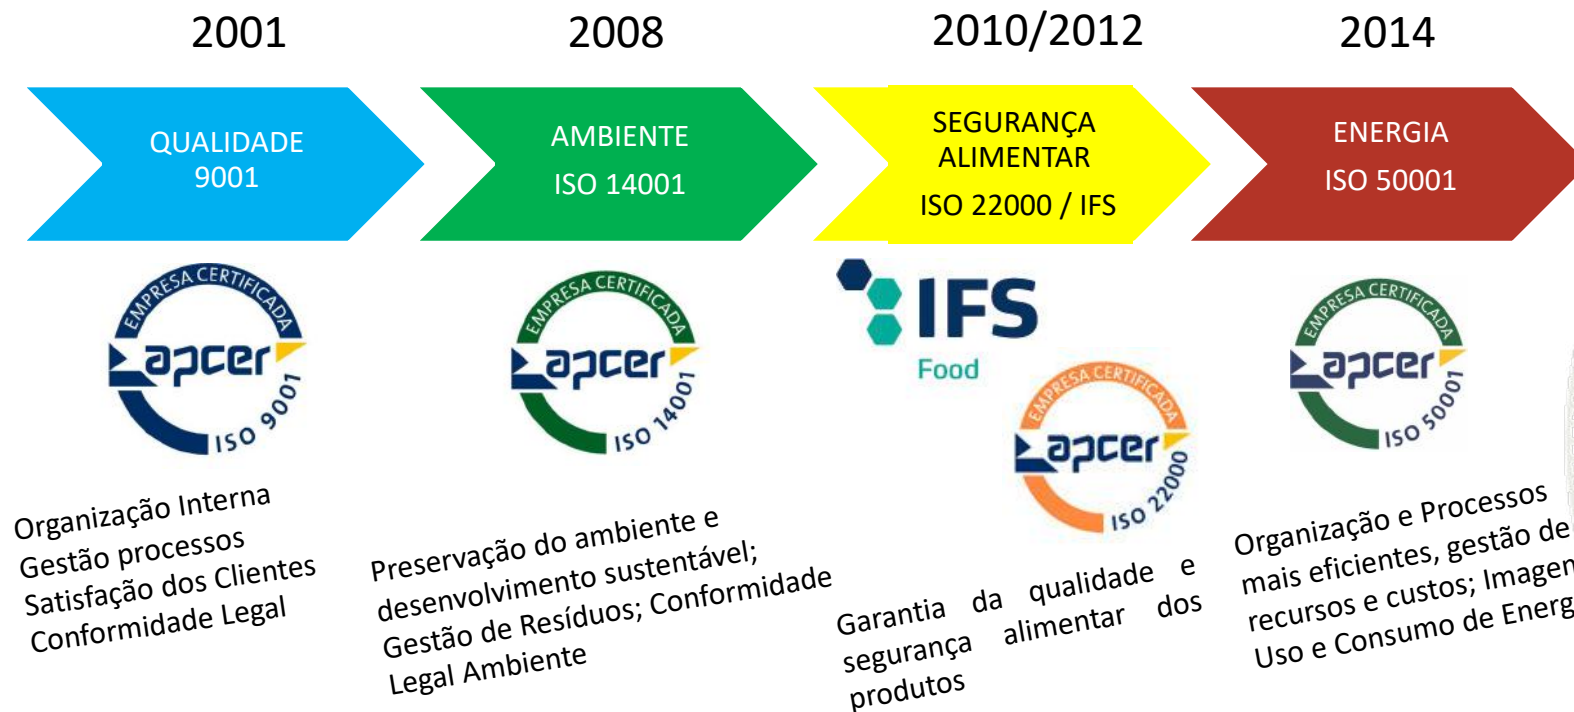 2001
2008
2010/2012
2014
QUALIDADE
9001
AMBIENTE
ISO 14001
SEGURANÇA
ALIMENTAR
ISO 22000 / IFS
ENERGIA
ISO 50001
EMPRESA CERTIFICADA
apcer
ISO 9001
EMPRESA CERTIFICADA
apcer
ISO 14001
IFS
Food
EMPRESA CERTIFICADA
apcer
ISO 22000
EMPRESA CERTIFICADA
apcer
ISO 50001
Organização Interna
Gestão processos
Satisfação dos Clientes
Conformidade Legal
Preservação do ambiente e
desenvolvimento sustentável;
Gestão de Resíduos; Conformidade
Legal Ambiente
Garantia da qualidade e
segurança alimentar dos
produtos
Organização e Processos
mais eficientes, gestão de
recursos e custos; Imagen
Uso e Consumo de Energ